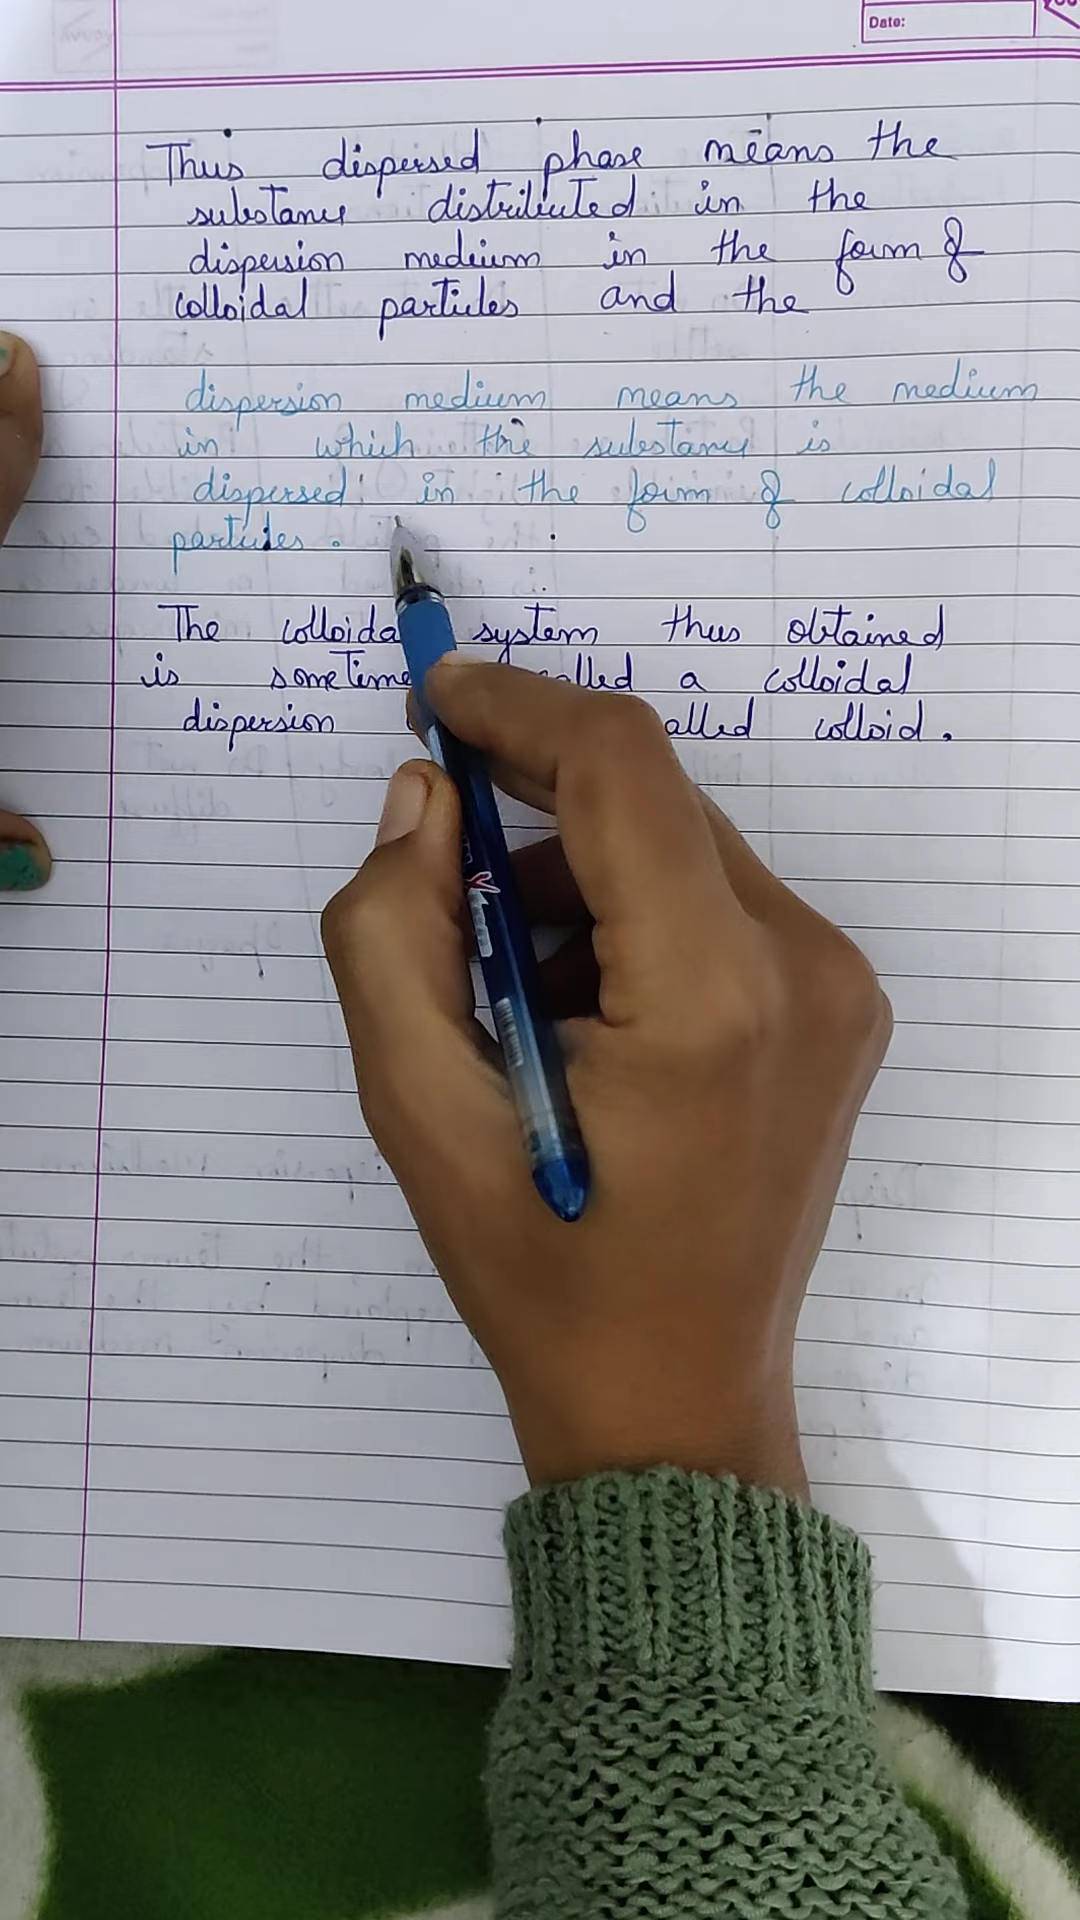 Date:
Thus dispersed phase means the
substance distributed in the
dispersion medium in the form of
colloidal particles and the
dispersion medium means the medium
in which the substance is
dispersed in the form of colloidal
particles.
The colloidal system thus obtained
is sometime called a colloidal
dispersion called colloid.